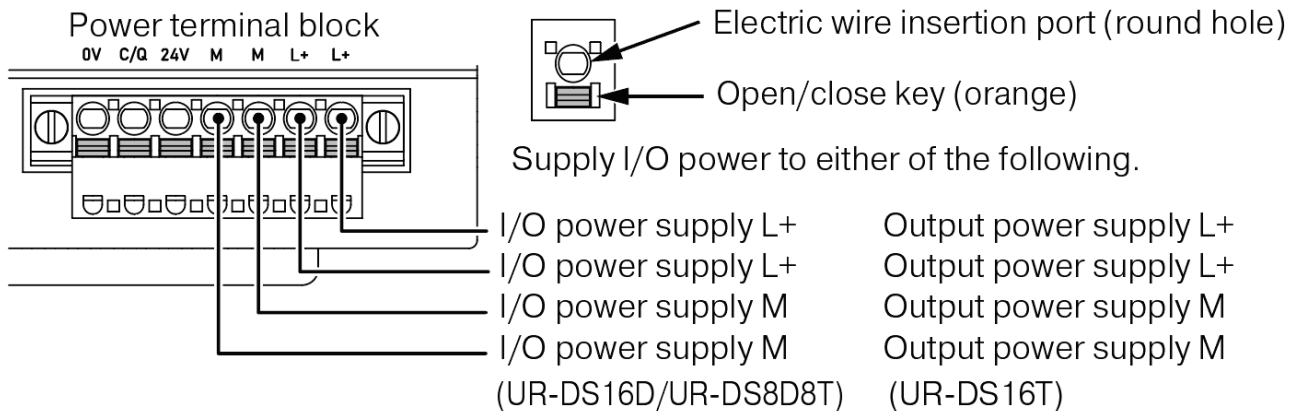 Power terminal block
0V C/Q 24V M M L+ L+
Electric wire insertion port (round hole)
Open/close key (orange)
Supply I/O power to either of the following.
I/O power supply L+ Output power supply L+
I/O power supply L+ Output power supply L+
I/O power supply M Output power supply M
I/O power supply M Output power supply M
(UR-DS16D/UR-DS8D8T) (UR-DS16T)